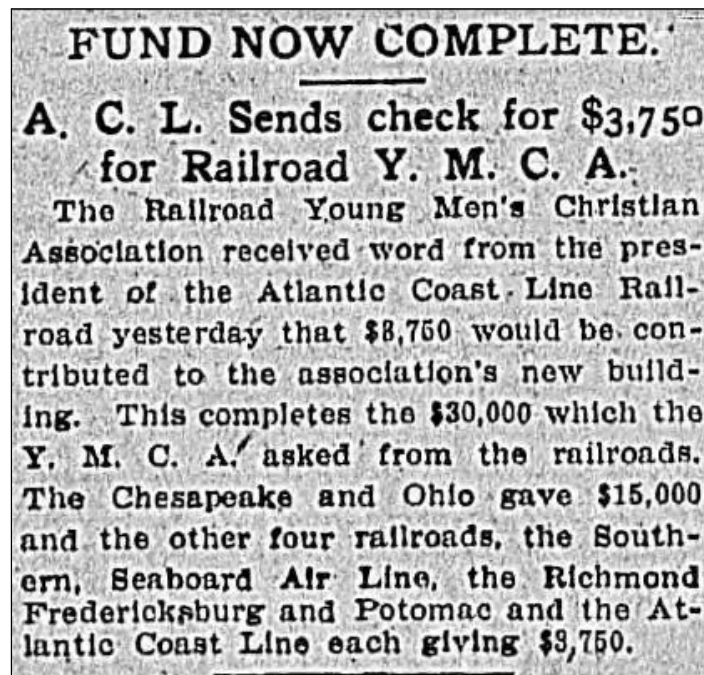 FUND NOW COMPLETE.
A. C. L. Sends check for $3,750
for Railroad Y. M. C. A.
The Railroad Young Men's Christian
Association received word from the pres-
ident of the Atlantic Coast Line Rail-
road yesterday that $3,750 would be con-
tributed to the association's new build-
ing. This completes the $30,000 which the
Y. M. C. A. asked from the railroads.
The Chesapeake and Ohio gave $15,000
and the other four railroads, the South-
ern, Seaboard Air Line, the Richmond
Fredericksburg and Potomac and the At-
lantic Coast Line each giving $3,750.